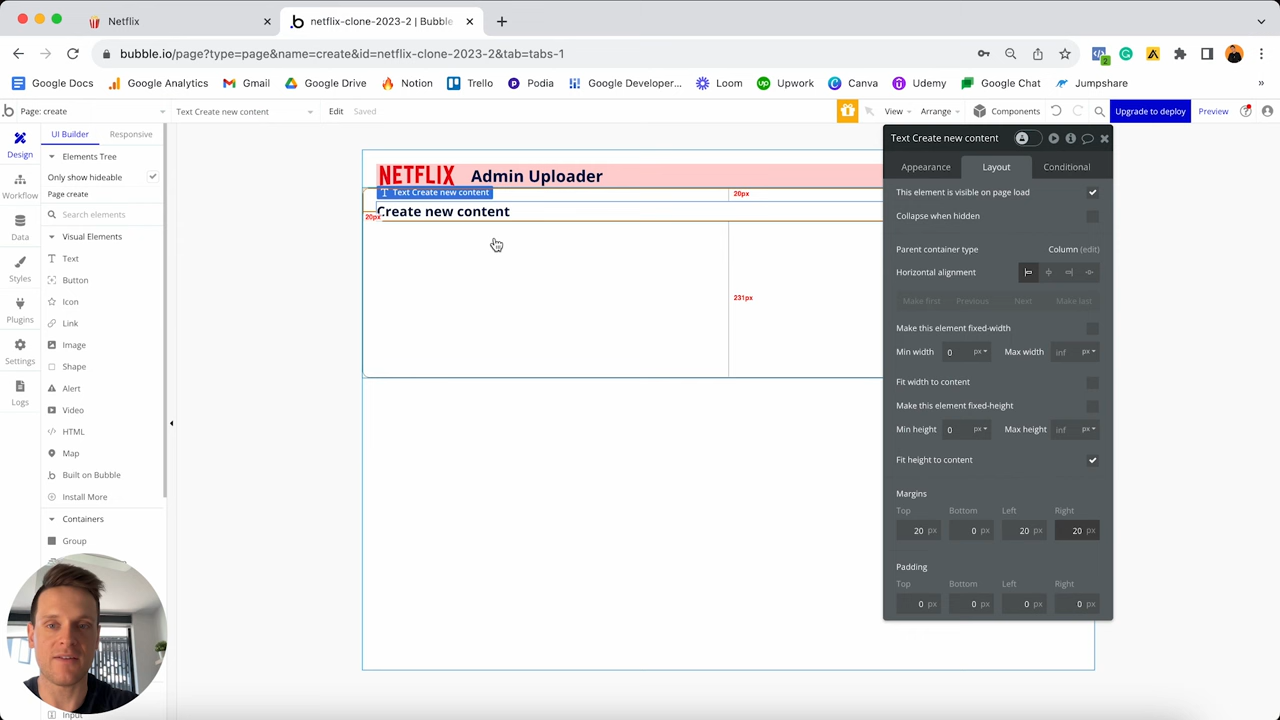 Netflix
netflix-clone-2023-2 | Bubble
bubble.io/page?type=page&name=create&id=netflix-clone-2023-2&tab=tabs-1
2
Google Docs
Google Analytics
Gmail
Google Drive
Notion
Trello
Podia
Google Developer...
Loom
Upwork
Canva
Udemy
Google Chat
Jumpshare
»
Page: create
Text Create new content
Edit
Saved
View
Arrange
Components
Upgrade to deploy
Preview
Design
Workflow
Data
Styles
Plugins
Settings
Logs
UI Builder
Responsive
Elements Tree
Only show hideable
Page create
Search elements
Visual Elements
Text
Button
Icon
Link
Image
Shape
Alert
Video
HTML
Map
Built on Bubble
Install More
Containers
Group
Input
NETFLIX
Admin Uploader
Text Create new content
20px
Create new content
20px
231px
Text Create new content
Appearance
Layout
Conditional
This element is visible on page load
Collapse when hidden
Parent container type
Column (edit)
Horizontal alignment
Make first
Previous
Next
Make last
Make this element fixed-width
Min width
0 px
Max width
inf px
Fit width to content
Make this element fixed-height
Min height
0 px
Max height
inf px
Fit height to content
Margins
Top
Bottom
Left
Right
20 px
0 px
20 px
20 px
Padding
Top
Bottom
Left
Right
0 px
0 px
0 px
0 px